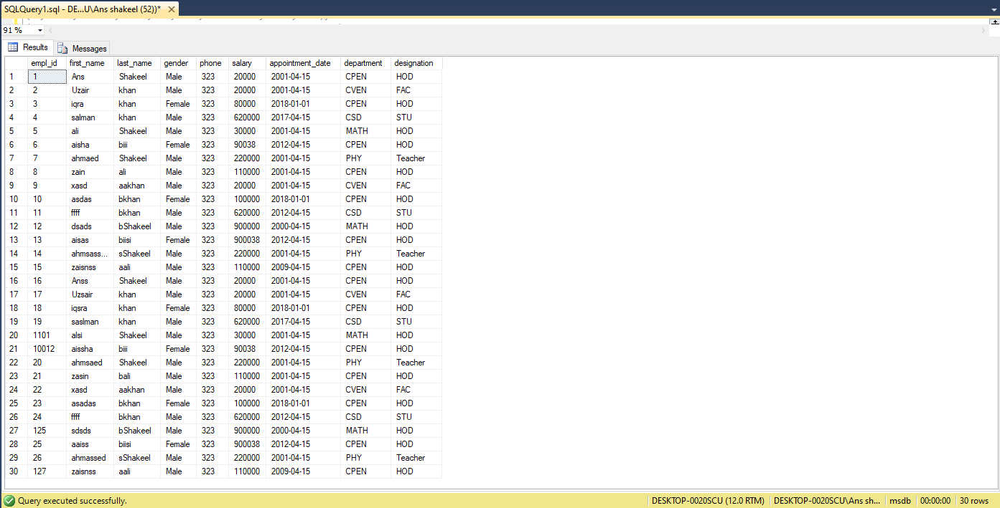 SQLQuery1.sql - DE...U\Ans shakeel (52))*
91 %
Results Messages
empl_id first_name last_name gender phone salary appointment_date department designation
1 1 Ans Shakeel Male 323 20000 2001-04-15 CPEN HOD
2 2 Uzair khan Male 323 20000 2001-04-15 CVEN FAC
3 3 iqra khan Female 323 80000 2018-01-01 CPEN HOD
4 4 salman khan Male 323 620000 2017-04-15 CSD STU
5 5 ali Shakeel Male 323 30000 2001-04-15 MATH HOD
6 6 aisha biii Female 323 90038 2012-04-15 CPEN HOD
7 7 ahmaed Shakeel Male 323 220000 2001-04-15 PHY Teacher
8 8 zain ali Male 323 110000 2001-04-15 CPEN HOD
9 9 xasd aakhan Male 323 20000 2001-04-15 CVEN FAC
10 10 asdas bkhan Female 323 100000 2018-01-01 CPEN HOD
11 11 ffff bkhan Male 323 620000 2012-04-15 CSD STU
12 12 dsads bShakeel Male 323 900000 2000-04-15 MATH HOD
13 13 aisas biisi Female 323 900038 2012-04-15 CPEN HOD
14 14 ahmsass... sShakeel Male 323 220000 2001-04-15 PHY Teacher
15 15 zaisnss aali Male 323 110000 2009-04-15 CPEN HOD
16 16 Anss Shakeel Male 323 20000 2001-04-15 CPEN HOD
17 17 Uzsair khan Male 323 20000 2001-04-15 CVEN FAC
18 18 iqsra khan Female 323 80000 2018-01-01 CPEN HOD
19 19 saslman khan Male 323 620000 2017-04-15 CSD STU
20 1101 alsi Shakeel Male 323 30000 2001-04-15 MATH HOD
21 10012 aissha biii Female 323 90038 2012-04-15 CPEN HOD
22 20 ahmsaed Shakeel Male 323 220000 2001-04-15 PHY Teacher
23 21 zasin bali Male 323 110000 2001-04-15 CPEN HOD
24 22 xasd aakhan Male 323 20000 2001-04-15 CVEN FAC
25 23 asadas bkhan Female 323 100000 2018-01-01 CPEN HOD
26 24 ffff bkhan Male 323 620000 2012-04-15 CSD STU
27 125 sdsds bShakeel Male 323 900000 2000-04-15 MATH HOD
28 25 aaiss biisi Female 323 900038 2012-04-15 CPEN HOD
29 26 ahmassed sShakeel Male 323 220000 2001-04-15 PHY Teacher
30 127 zaisnss aali Male 323 110000 2009-04-15 CPEN HOD
Query executed successfully. DESKTOP-0020SCU (12.0 RTM) DESKTOP-0020SCU\Ans sh... msdb 00:00:00 30 rows